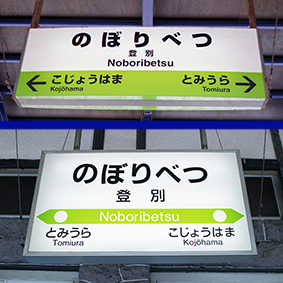 のぼりべつ
登別
Noboribetsu
← こじょうはま とみうら →
Kojōhama Tomiura
のぼりべつ
登別
Noboribetsu
とみうら こじょうはま
Tomiura Kojōhama